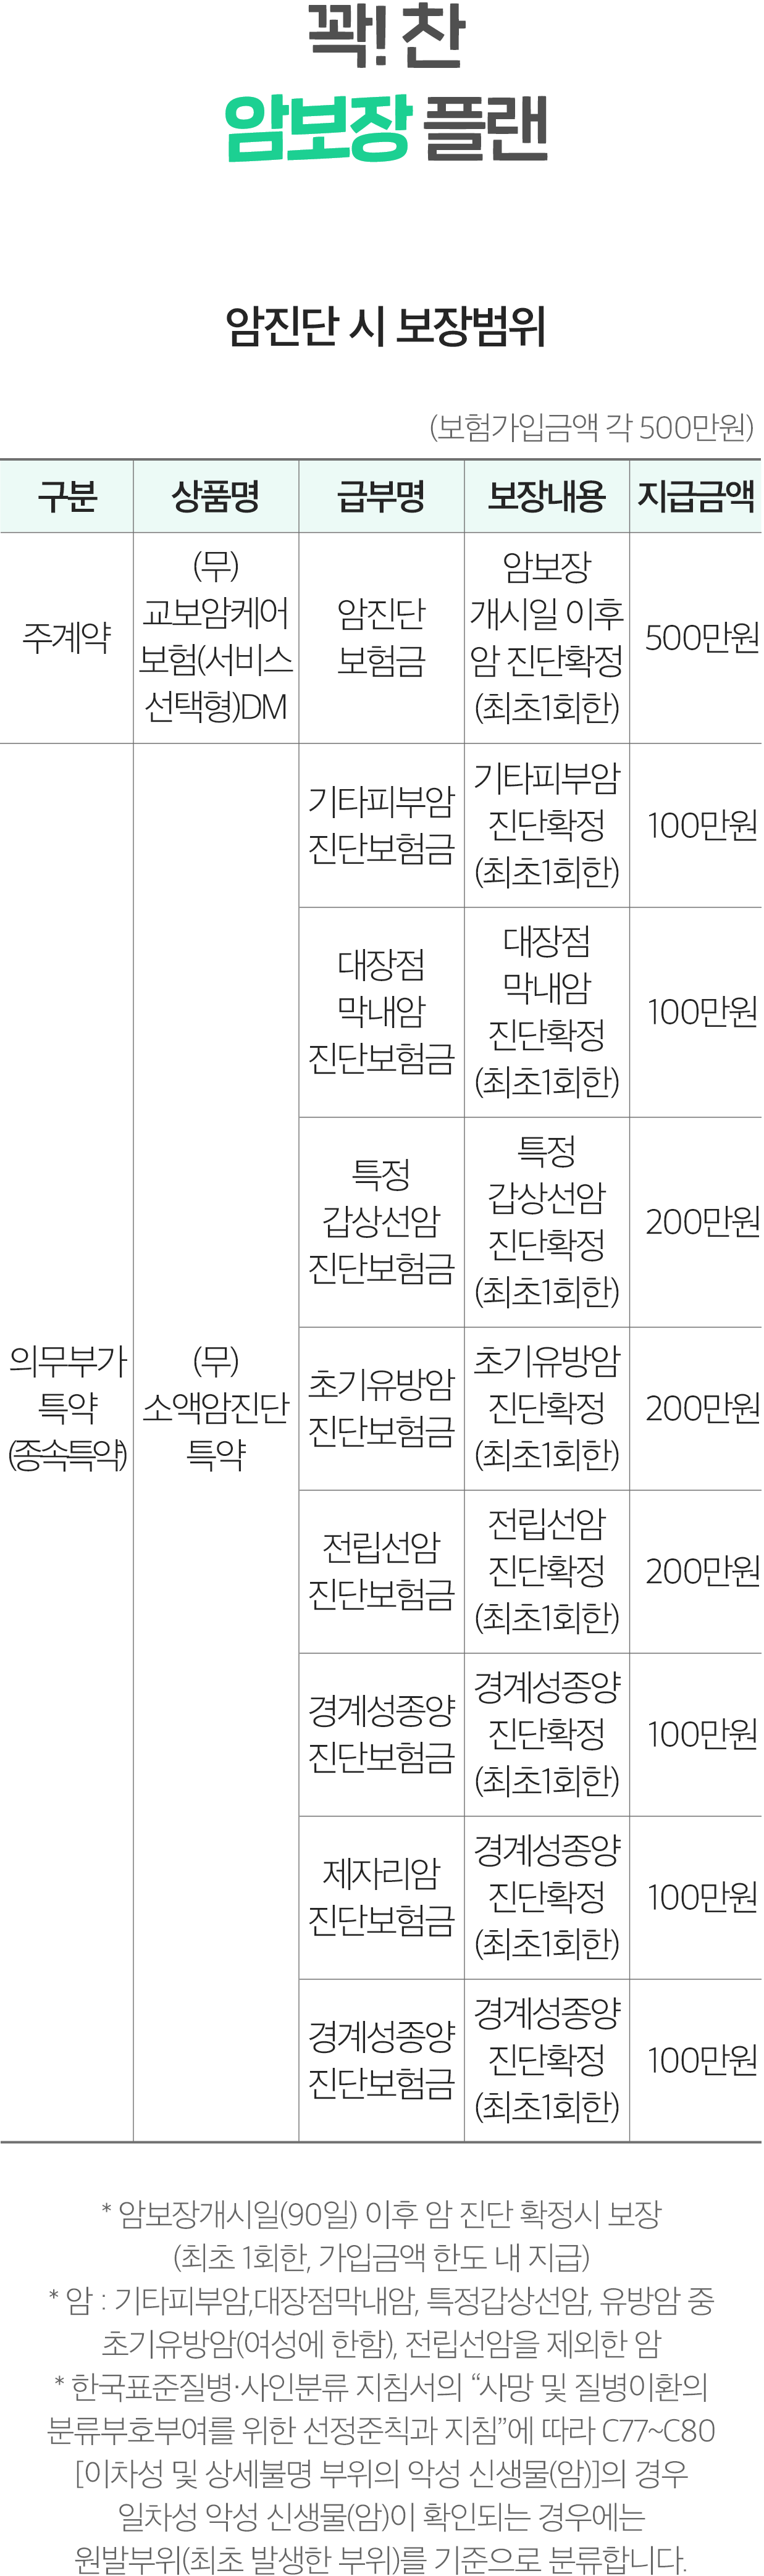 꽉! 찬
암보장 플랜
암진단 시 보장범위
(보험가입금액 각 500만원)
구분 상품명 급부명 보장내용 지급금액
주계약
(무)
교보암케어
보험(서비스
선택형)DM
암진단
보험금
암보장
개시일 이후
암 진단확정
(최초1회한)
500만원
의무부가
특약
(종속특약)
(무)
소액암진단
특약
기타피부암
진단보험금
기타피부암
진단확정
(최초1회한)
100만원
대장점
막내암
진단보험금
대장점
막내암
진단확정
(최초1회한)
100만원
특정
갑상선암
진단보험금
특정
갑상선암
진단확정
(최초1회한)
200만원
초기유방암
진단보험금
초기유방암
진단확정
(최초1회한)
200만원
전립선암
진단보험금
전립선암
진단확정
(최초1회한)
200만원
경계성종양
진단보험금
경계성종양
진단확정
(최초1회한)
100만원
제자리암
진단보험금
경계성종양
진단확정
(최초1회한)
100만원
경계성종양
진단보험금
경계성종양
진단확정
(최초1회한)
100만원
* 암보장개시일(90일) 이후 암 진단 확정시 보장
(최초 1회한, 가입금액 한도 내 지급)
* 암 : 기타피부암,대장점막내암, 특정갑상선암, 유방암 중
초기유방암(여성에 한함), 전립선암을 제외한 암
* 한국표준질병·사인분류 지침서의 “사망 및 질병이환의
분류부호부여를 위한 선정준칙과 지침”에 따라 C77~C80
[이차성 및 상세불명 부위의 악성 신생물(암)]의 경우
일차성 악성 신생물(암)이 확인되는 경우에는
원발부위(최초 발생한 부위)를 기준으로 분류합니다.